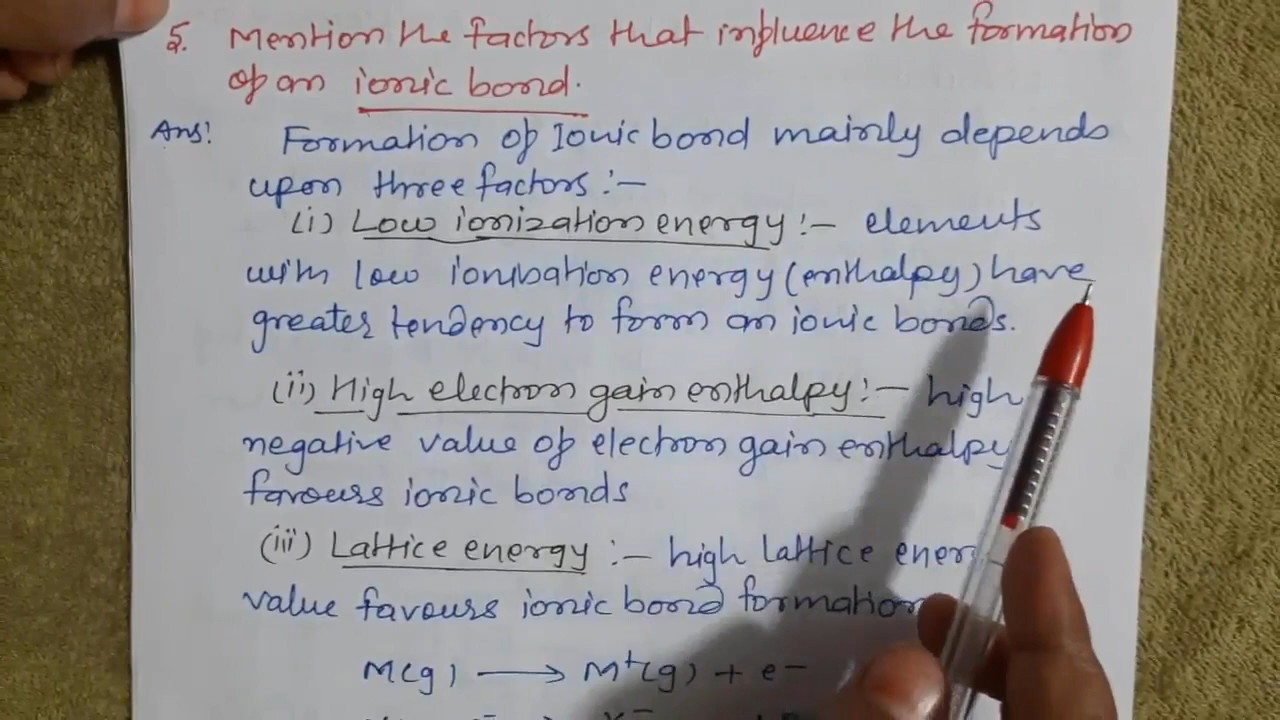 5. Mention the factors that influence the formation
of an ionic bond.
Ans: Formation of Ionic bond mainly depends
upon three factors :-
(i) Low ionization energy :- elements
with low ionisation energy (enthalpy) have
greater tendency to form an ionic bonds.
(ii) High electron gain enthalpy :- high
negative value of electron gain enthalpy
favours ionic bonds
(iii) Lattice energy :- high lattice
value favours ionic bond formation
M(g) ⟶ M⁺(g) + e⁻